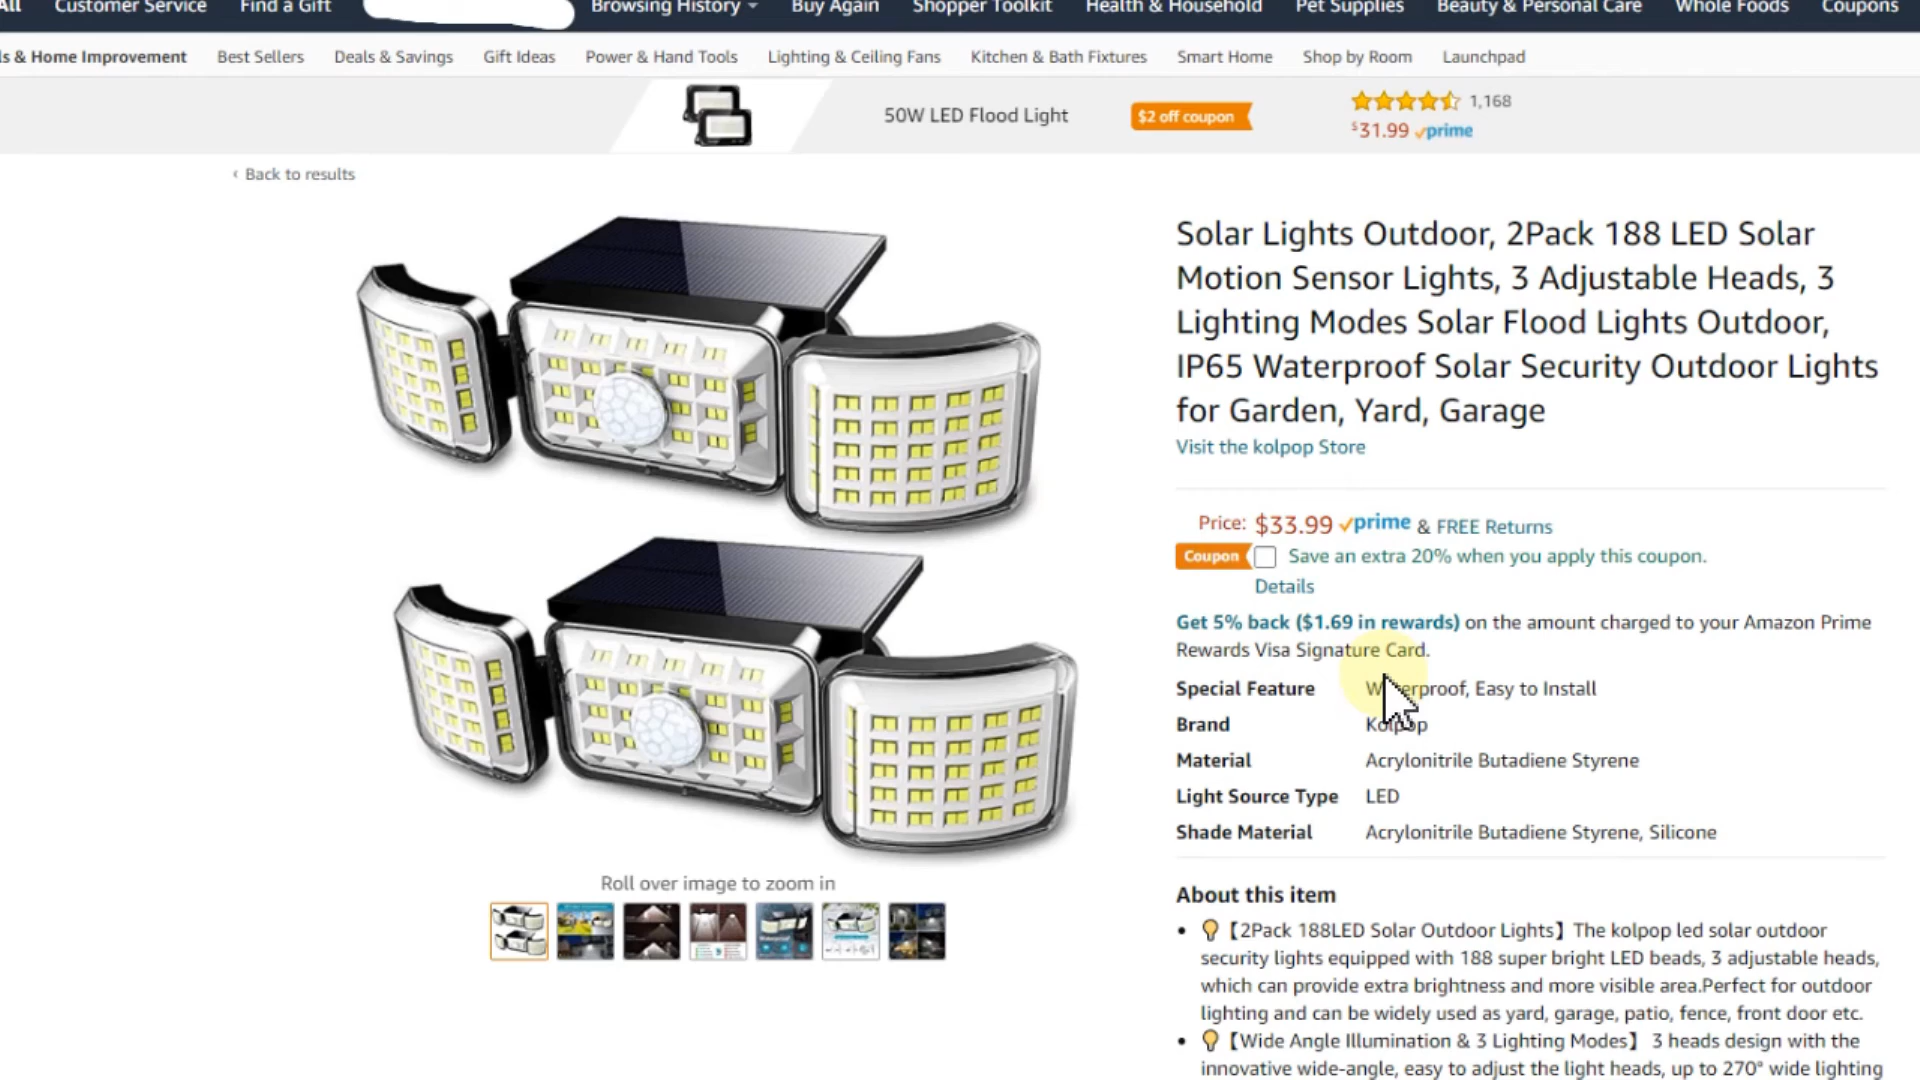 All Customer Service Find a Gift Browsing History Buy Again Shopper Toolkit Health & Household Pet Supplies Beauty & Personal Care Whole Foods Coupons
ls & Home Improvement Best Sellers Deals & Savings Gift Ideas Power & Hand Tools Lighting & Ceiling Fans Kitchen & Bath Fixtures Smart Home Shop by Room Launchpad
50W LED Flood Light $2 off coupon 1,168
$31.99 prime
‹ Back to results
Solar Lights Outdoor, 2Pack 188 LED Solar
Motion Sensor Lights, 3 Adjustable Heads, 3
Lighting Modes Solar Flood Lights Outdoor,
IP65 Waterproof Solar Security Outdoor Lights
for Garden, Yard, Garage
Visit the kolpop Store
Price: $33.99 prime & FREE Returns
Coupon Save an extra 20% when you apply this coupon.
Details
Get 5% back ($1.69 in rewards) on the amount charged to your Amazon Prime
Rewards Visa Signature Card.
Special Feature Waterproof, Easy to Install
Brand Kolpop
Material Acrylonitrile Butadiene Styrene
Light Source Type LED
Shade Material Acrylonitrile Butadiene Styrene, Silicone
Roll over image to zoom in
About this item
• 💡【2Pack 188LED Solar Outdoor Lights】The kolpop led solar outdoor
security lights equipped with 188 super bright LED beads, 3 adjustable heads,
which can provide extra brightness and more visible area.Perfect for outdoor
lighting and can be widely used as yard, garage, patio, fence, front door etc.
• 💡【Wide Angle Illumination & 3 Lighting Modes】 3 heads design with the
innovative wide-angle, easy to adjust the light heads, up to 270° wide lighting